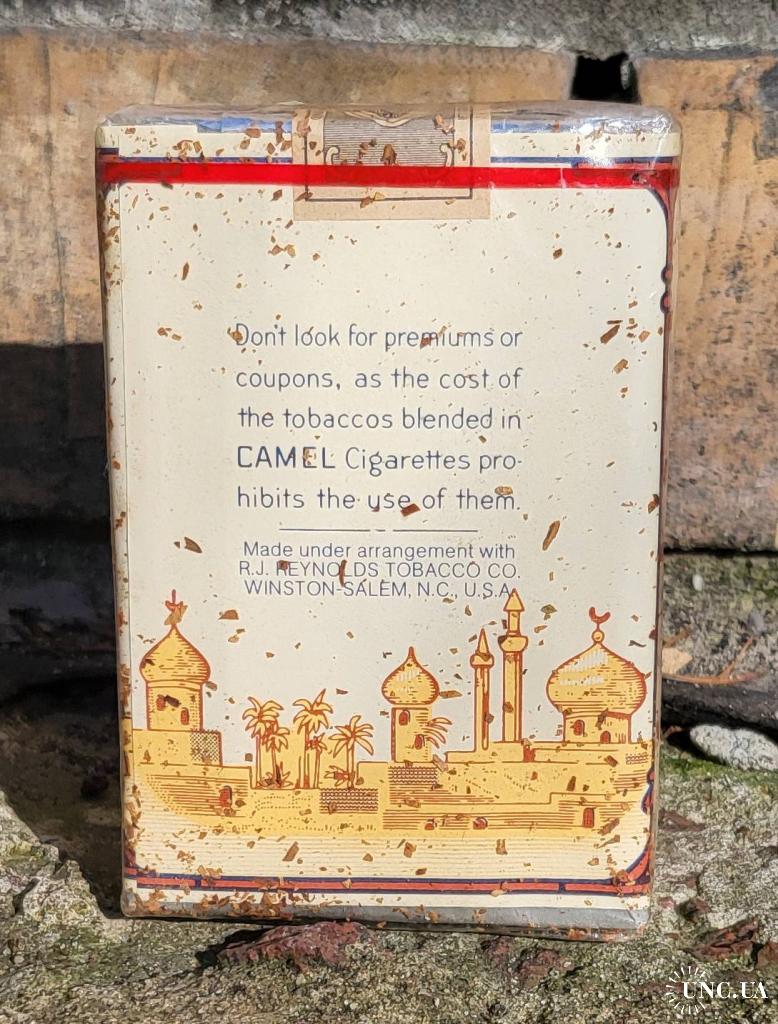 Don't look for premiums or
coupons, as the cost of
the tobaccos blended in
CAMEL Cigarettes pro-
hibits the use of them.
Made under arrangement with
R.J. REYNOLDS TOBACCO CO.
WINSTON-SALEM, N.C., U.S.A.
UNC.UA